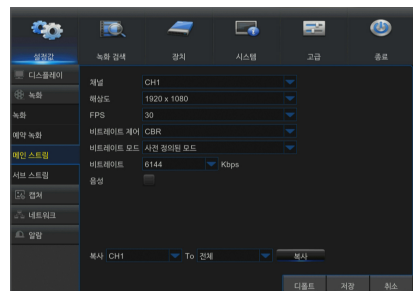 설정값 녹화 검색 장치 시스템 고급 종료
디스플레이
녹화
녹화
예약 녹화
메인 스트림
서브 스트림
캡쳐
네트워크
알람
채널 CH1
해상도 1920 x 1080
FPS 30
비트레이트 제어 CBR
비트레이트 모드 사전 정의된 모드
비트레이트 6144 Kbps
음성
복사 CH1 To 전체 복사
디폴트 저장 취소